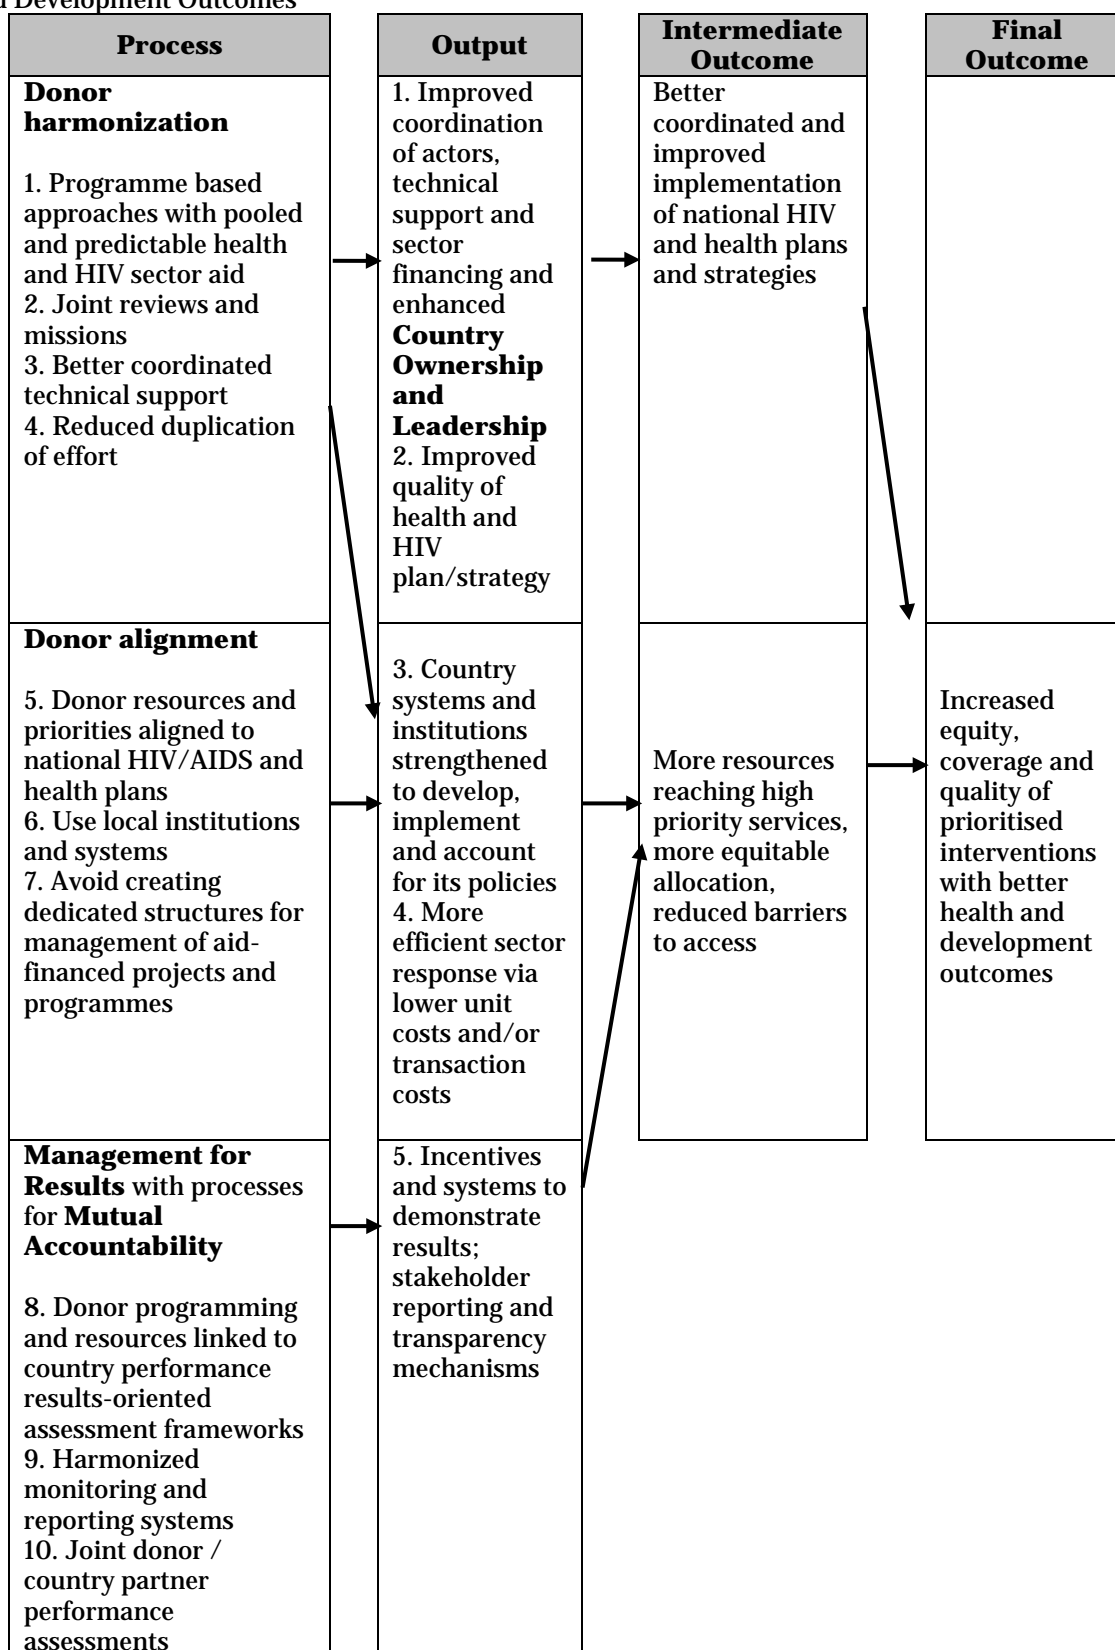 Development Outcomes
Process
Output
Intermediate
Outcome
Final
Outcome
Donor
harmonization
1. Programme based
approaches with pooled
and predictable health
and HIV sector aid
2. Joint reviews and
missions
3. Better coordinated
technical support
4. Reduced duplication
of effort
1. Improved
coordination
of actors,
technical
support and
sector
financing and
enhanced
Country
Ownership
and
Leadership
2. Improved
quality of
health and
HIV
plan/strategy
Better
coordinated and
improved
implementation
of national HIV
and health plans
and strategies
Donor alignment
5. Donor resources and
priorities aligned to
national HIV/AIDS and
health plans
6. Use local institutions
and systems
7. Avoid creating
dedicated structures for
management of aid-
financed projects and
programmes
3. Country
systems and
institutions
strengthened
to develop,
implement
and account
for its policies
4. More
efficient sector
response via
lower unit
costs and/or
transaction
costs
More resources
reaching high
priority services,
more equitable
allocation,
reduced barriers
to access
Increased
equity,
coverage and
quality of
prioritised
interventions
with better
health and
development
outcomes
Management for
Results with processes
for Mutual
Accountability
8. Donor programming
and resources linked to
country performance
results-oriented
assessment frameworks
9. Harmonized
monitoring and
reporting systems
10. Joint donor /
country partner
performance
assessments
5. Incentives
and systems to
demonstrate
results;
stakeholder
reporting and
transparency
mechanisms